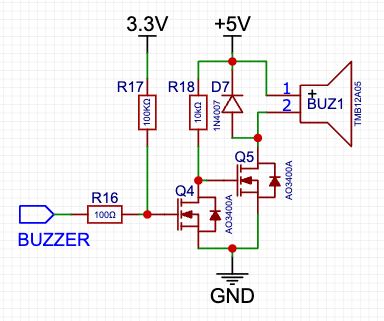 3.3V
+5V
R17
100KΩ
R18
10kΩ
D7
1N4007
1
2
+
BUZ1
TMB12A05
Q5
AO3400A
Q4
AO3400A
R16
100Ω
BUZZER
GND